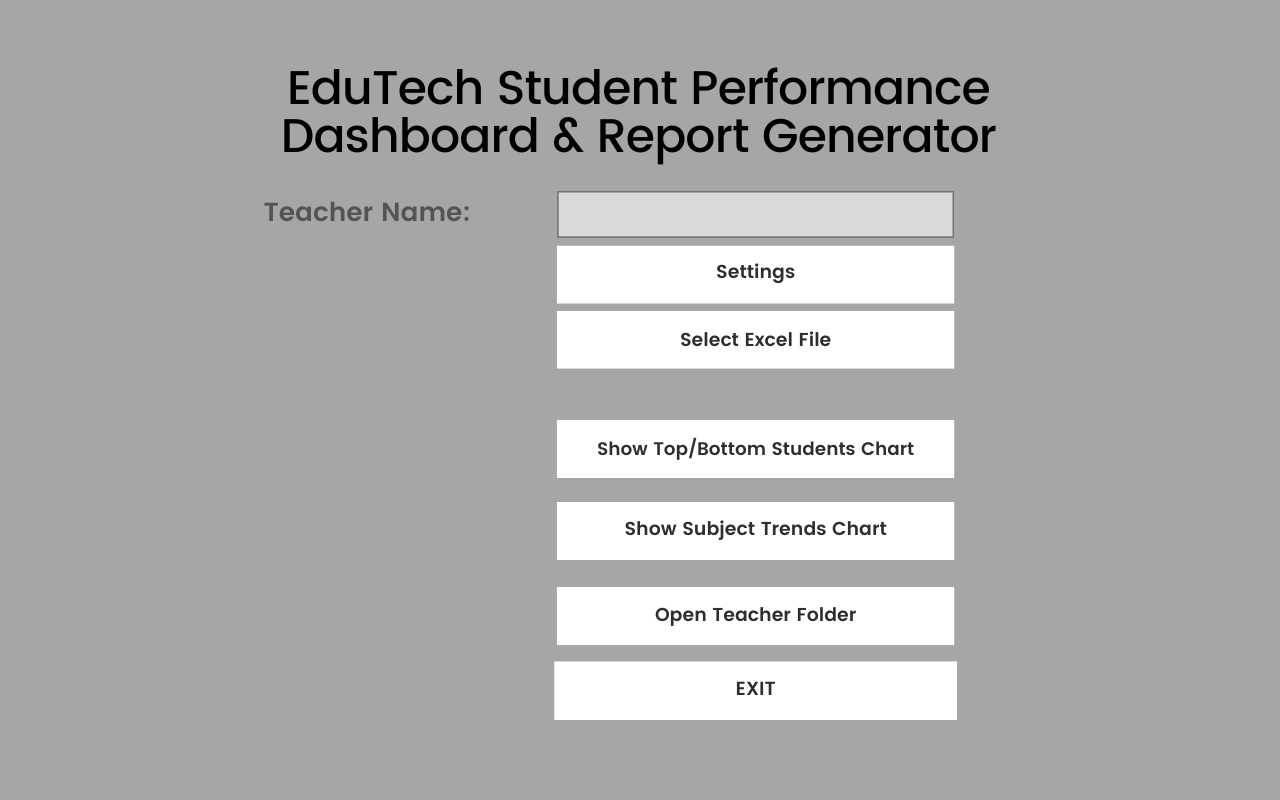 EduTech Student Performance
Dashboard & Report Generator
Teacher Name:
Settings
Select Excel File
Show Top/Bottom Students Chart
Show Subject Trends Chart
Open Teacher Folder
EXIT